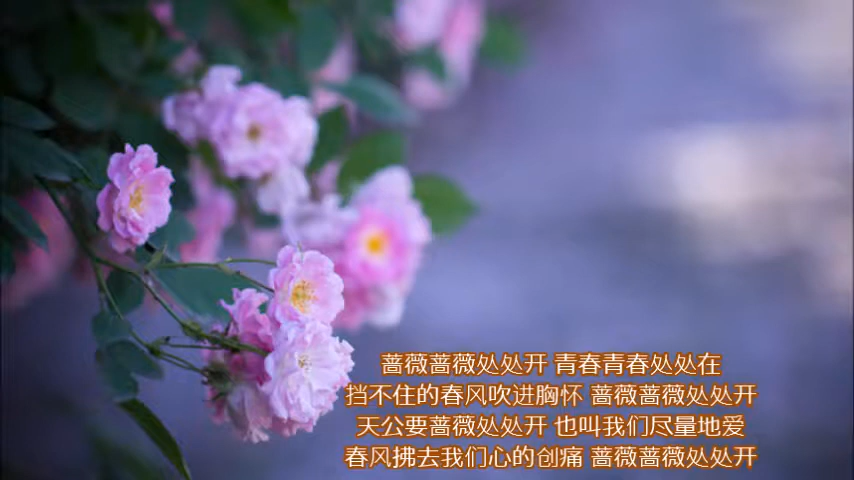 蔷薇蔷薇处处开 青春青春处处在
挡不住的春风吹进胸怀 蔷薇蔷薇处处开
天公要蔷薇处处开 也叫我们尽量地爱
春风拂去我们心的创痛 蔷薇蔷薇处处开